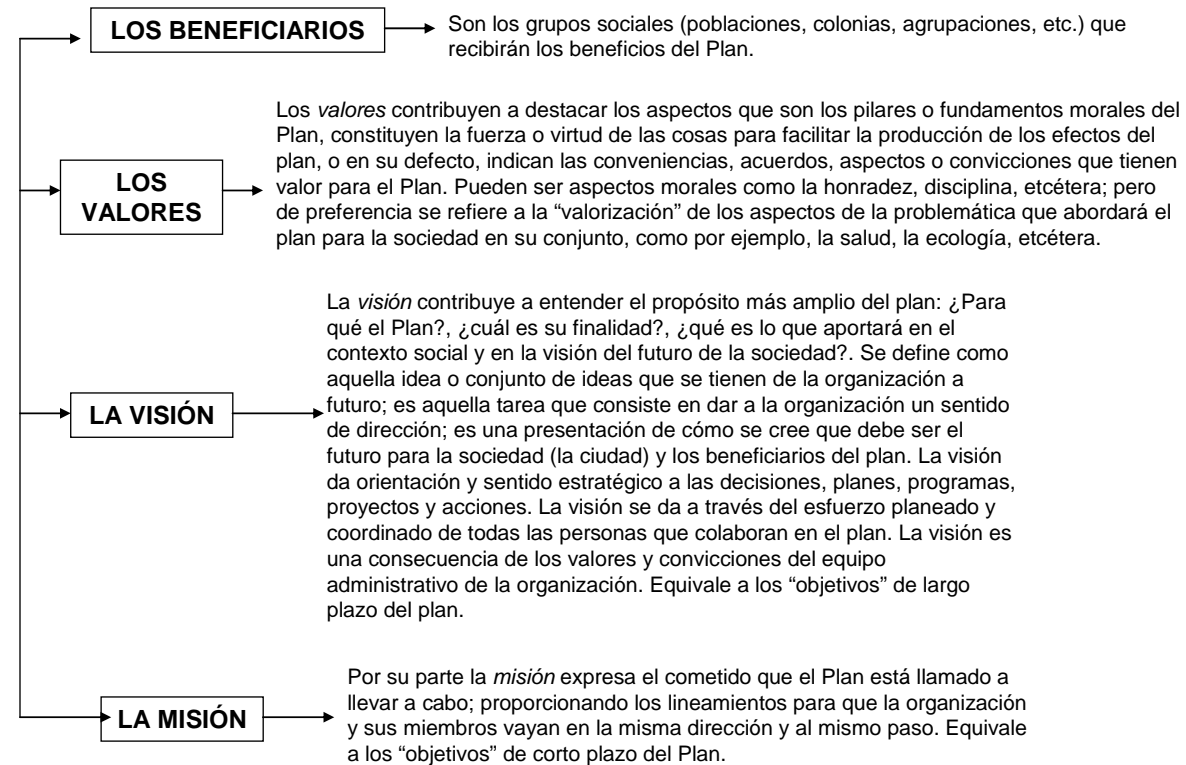 LOS BENEFICIARIOS
Son los grupos sociales (poblaciones, colonias, agrupaciones, etc.) que
recibirán los beneficios del Plan.
LOS
VALORES
Los valores contribuyen a destacar los aspectos que son los pilares o fundamentos morales del
Plan, constituyen la fuerza o virtud de las cosas para facilitar la producción de los efectos del
plan, o en su defecto, indican las conveniencias, acuerdos, aspectos o convicciones que tienen
valor para el Plan. Pueden ser aspectos morales como la honradez, disciplina, etcétera; pero
de preferencia se refiere a la “valorización” de los aspectos de la problemática que abordará el
plan para la sociedad en su conjunto, como por ejemplo, la salud, la ecología, etcétera.
LA VISIÓN
La visión contribuye a entender el propósito más amplio del plan: ¿Para
qué el Plan?, ¿cuál es su finalidad?, ¿qué es lo que aportará en el
contexto social y en la visión del futuro de la sociedad?. Se define como
aquella idea o conjunto de ideas que se tienen de la organización a
futuro; es aquella tarea que consiste en dar a la organización un sentido
de dirección; es una presentación de cómo se cree que debe ser el
futuro para la sociedad (la ciudad) y los beneficiarios del plan. La visión
da orientación y sentido estratégico a las decisiones, planes, programas,
proyectos y acciones. La visión se da a través del esfuerzo planeado y
coordinado de todas las personas que colaboran en el plan. La visión es
una consecuencia de los valores y convicciones del equipo
administrativo de la organización. Equivale a los “objetivos” de largo
plazo del plan.
LA MISIÓN
Por su parte la misión expresa el cometido que el Plan está llamado a
llevar a cabo; proporcionando los lineamientos para que la organización
y sus miembros vayan en la misma dirección y al mismo paso. Equivale
a los “objetivos” de corto plazo del Plan.